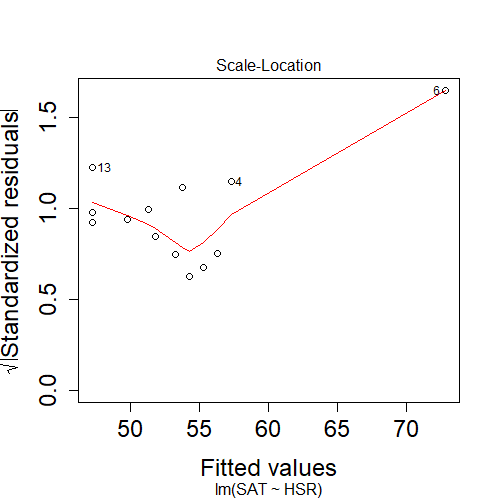 Scale-Location
√|Standardized residuals|
0.0 0.5 1.0 1.5
13
4
6
50 55 60 65 70
Fitted values
lm(SAT ~ HSR)